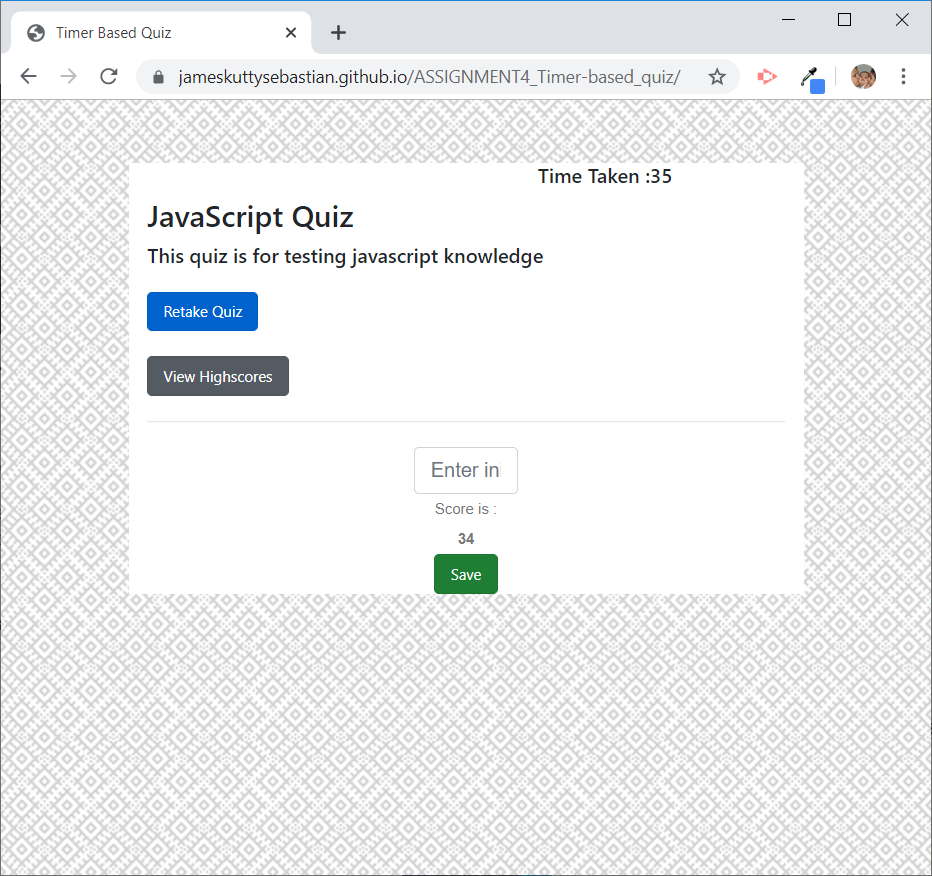 Timer Based Quiz
jameskuttysebastian.github.io/ASSIGNMENT4_Timer-based_quiz/
Time Taken :35
JavaScript Quiz
This quiz is for testing javascript knowledge
Retake Quiz
View Highscores
Enter in
Score is :
34
Save